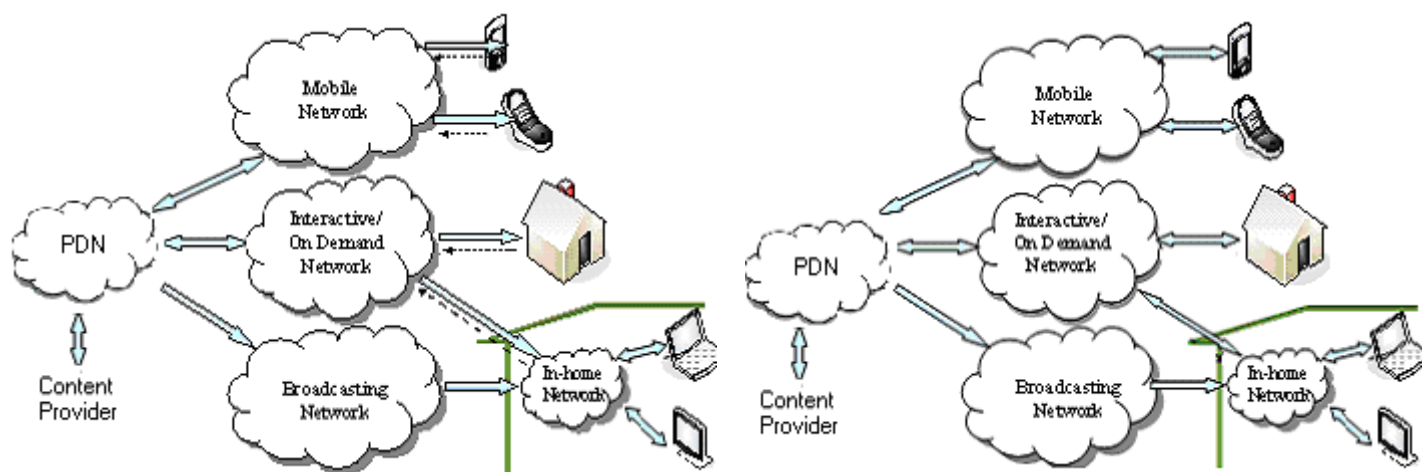 Mobile
Network
Interactive/
On Demand
Network
PDN
Content
Provider
Broadcasting
Network
In-home
Network
Mobile
Network
Interactive/
On Demand
Network
PDN
Content
Provider
Broadcasting
Network
In-home
Network